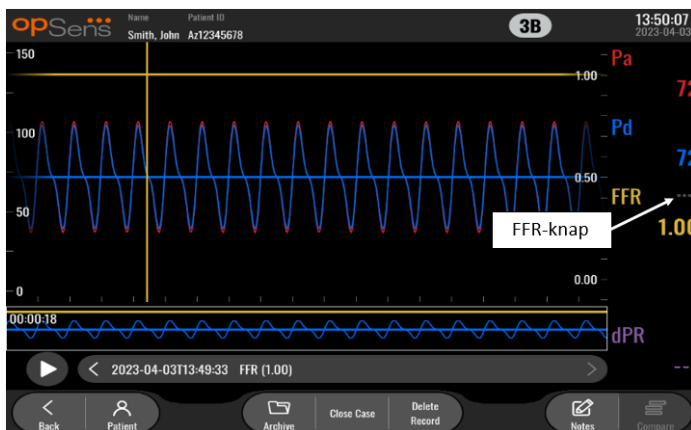 opSens
Name Patient ID
Smith, John Az12345678
3B
13:50:07
2023-04-03
150
100
50
0
1.00
0.50
0.00
Pa
72
Pd
72
FFR
---
1.00
FFR-knap
00:00:18
dPR
--
2023-04-03T13:49:33 FFR (1.00)
Back
Patient
Archive
Close Case
Delete
Record
Notes
Compare